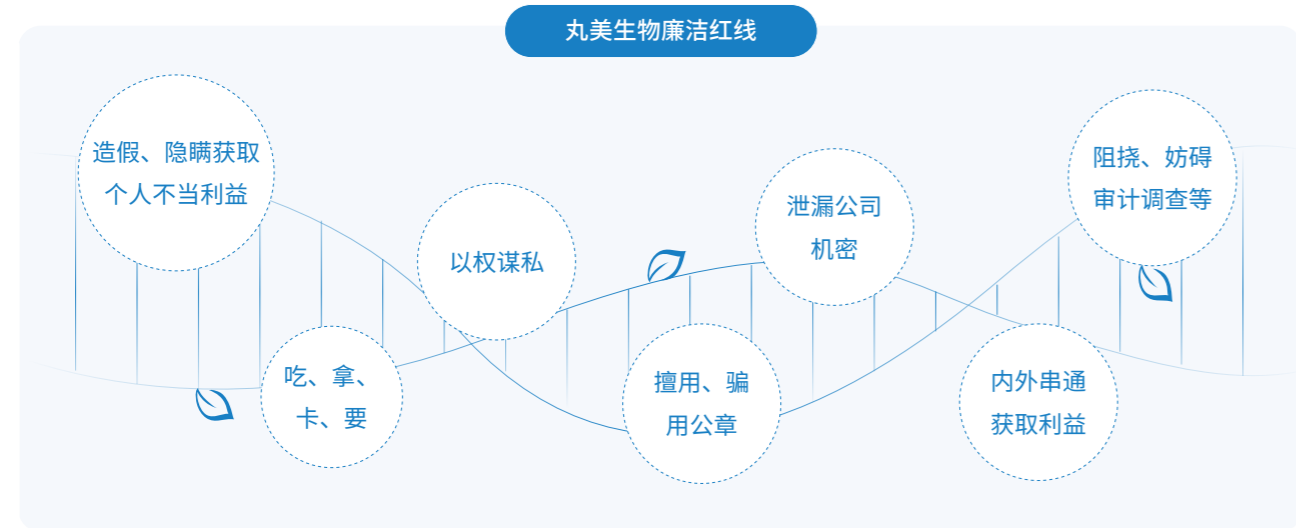 丸美生物廉洁红线
造假、隐瞒获取
个人不当利益
吃、拿、
卡、要
以权谋私
擅用、骗
用公章
泄漏公司
机密
内外串通
获取利益
阻挠、妨碍
审计调查等